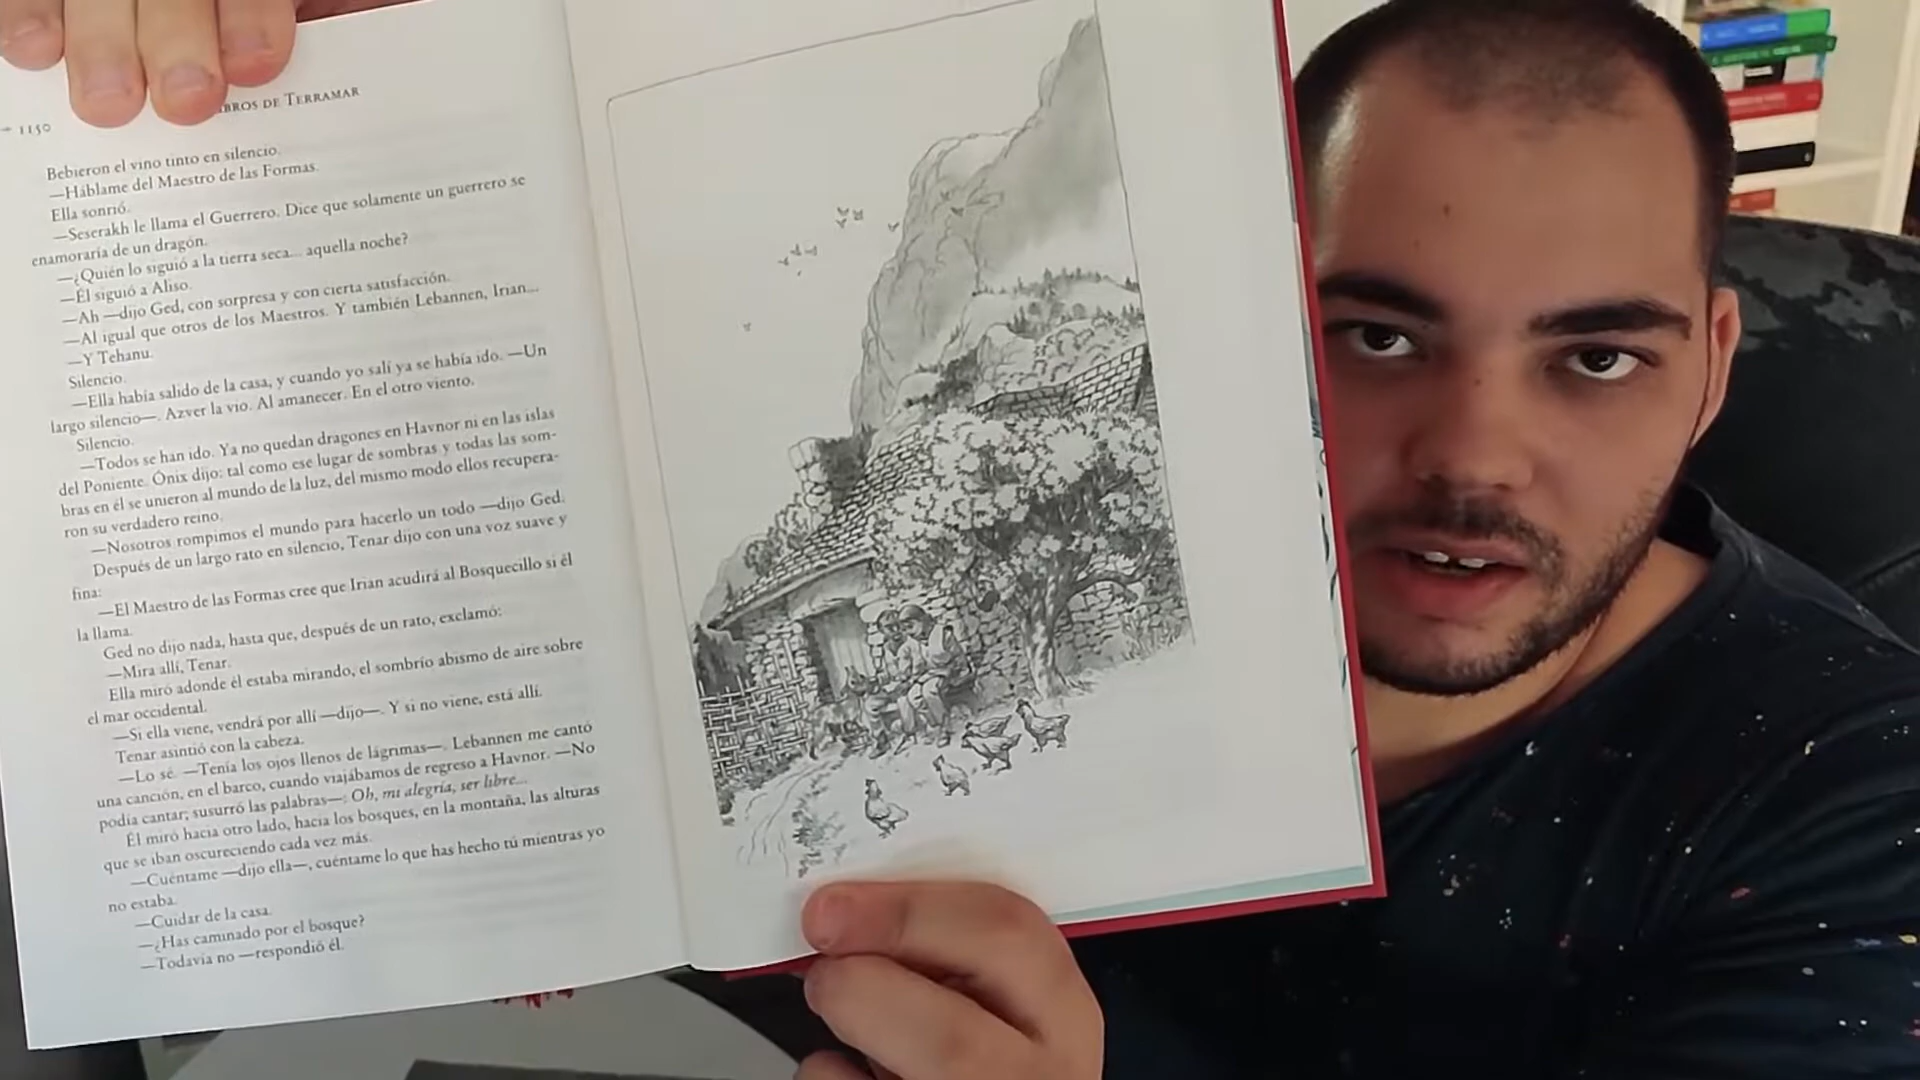 BROS DE TERRAMAR
1150
Bebieron el vino tinto en silencio.
—Háblame del Maestro de las Formas.
Ella sonrió.
—Seserakh le llama el Guerrero. Dice que solamente un guerrero se
enamoraría de un dragón.
—¿Quién lo siguió a la tierra seca... aquella noche?
—Él siguió a Aliso.
—Ah —dijo Ged, con sorpresa y con cierta satisfacción.
—Al igual que otros de los Maestros. Y también Lebannen, Irian...
—Y Tehanu.
Silencio.
—Ella había salido de la casa, y cuando yo salí ya se había ido. —Un
largo silencio—. Azver la vio. Al amanecer. En el otro viento.
Silencio.
—Todos se han ido. Ya no quedan dragones en Havnor ni en las islas
del Poniente. Ónix dijo: tal como ese lugar de sombras y todas las som-
bras en él se unieron al mundo de la luz, del mismo modo ellos recupera-
ron su verdadero reino.
—Nosotros rompimos el mundo para hacerlo un todo —dijo Ged.
Después de un largo rato en silencio, Tenar dijo con una voz suave y
fina:
—El Maestro de las Formas cree que Irian acudirá al Bosquecillo si él
la llama.
Ged no dijo nada, hasta que, después de un rato, exclamó:
—Mira allí, Tenar.
Ella miró adonde él estaba mirando, el sombrío abismo de aire sobre
el mar occidental.
—Si ella viene, vendrá por allí —dijo—. Y si no viene, está allí.
Tenar asintió con la cabeza.
—Lo sé. —Tenía los ojos llenos de lágrimas—. Lebannen me cantó
una canción, en el barco, cuando viajábamos de regreso a Havnor. —No
podía cantar; susurró las palabras—: Oh, mi alegría, ser libre...
Él miró hacia otro lado, hacia los bosques, en la montaña, las alturas
que se iban oscureciendo cada vez más.
—Cuéntame —dijo ella—, cuéntame lo que has hecho tú mientras yo
no estaba.
—Cuidar de la casa.
—¿Has caminado por el bosque?
—Todavía no —respondió él.